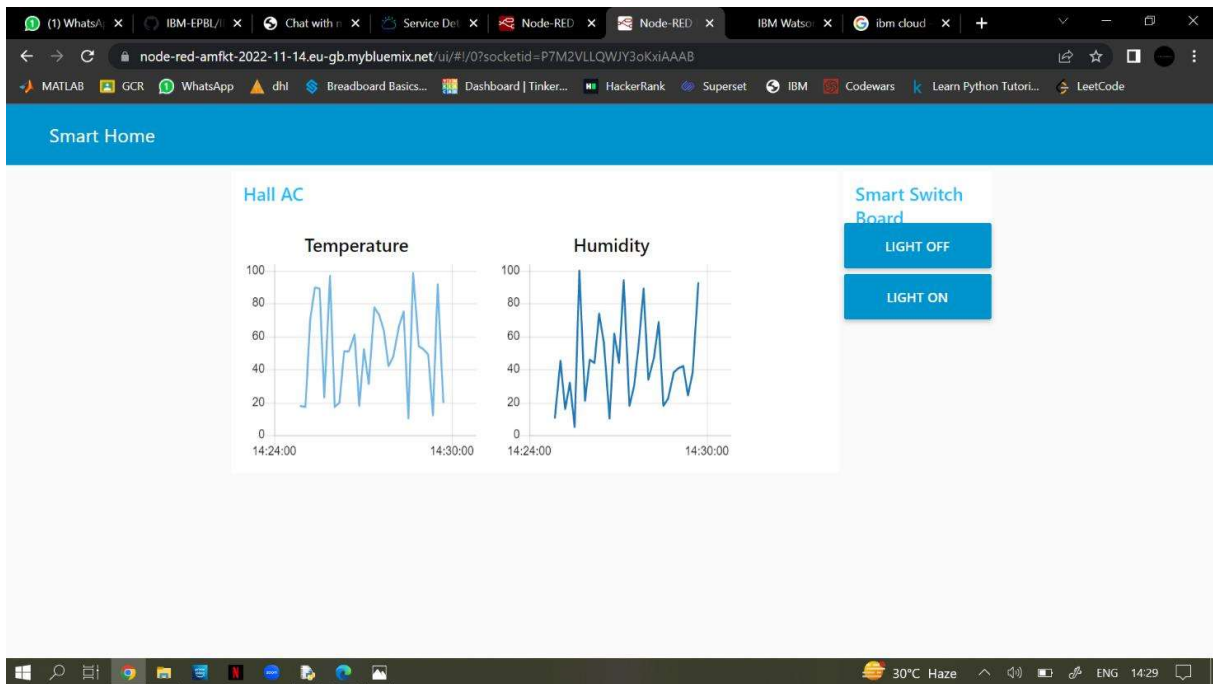 (1) WhatsA
IBM-EPBL/I
Chat with n
Service Det
Node-RED
Node-RED
IBM Watson
ibm cloud
node-red-amfkt-2022-11-14.eu-gb.mybluemix.net/ui/#!/0?socketid=P7M2VLLQWJY3oKxiAAAB
MATLAB GCR WhatsApp dhl Breadboard Basics... Dashboard | Tinker... HackerRank Superset IBM Codewars Learn Python Tutori... LeetCode
Smart Home
Hall AC
Temperature
100
80
60
40
20
0
14:24:00 14:30:00
Humidity
100
80
60
40
20
0
14:24:00 14:30:00
Smart Switch
Board
LIGHT OFF
LIGHT ON
30°C Haze ENG 14:29